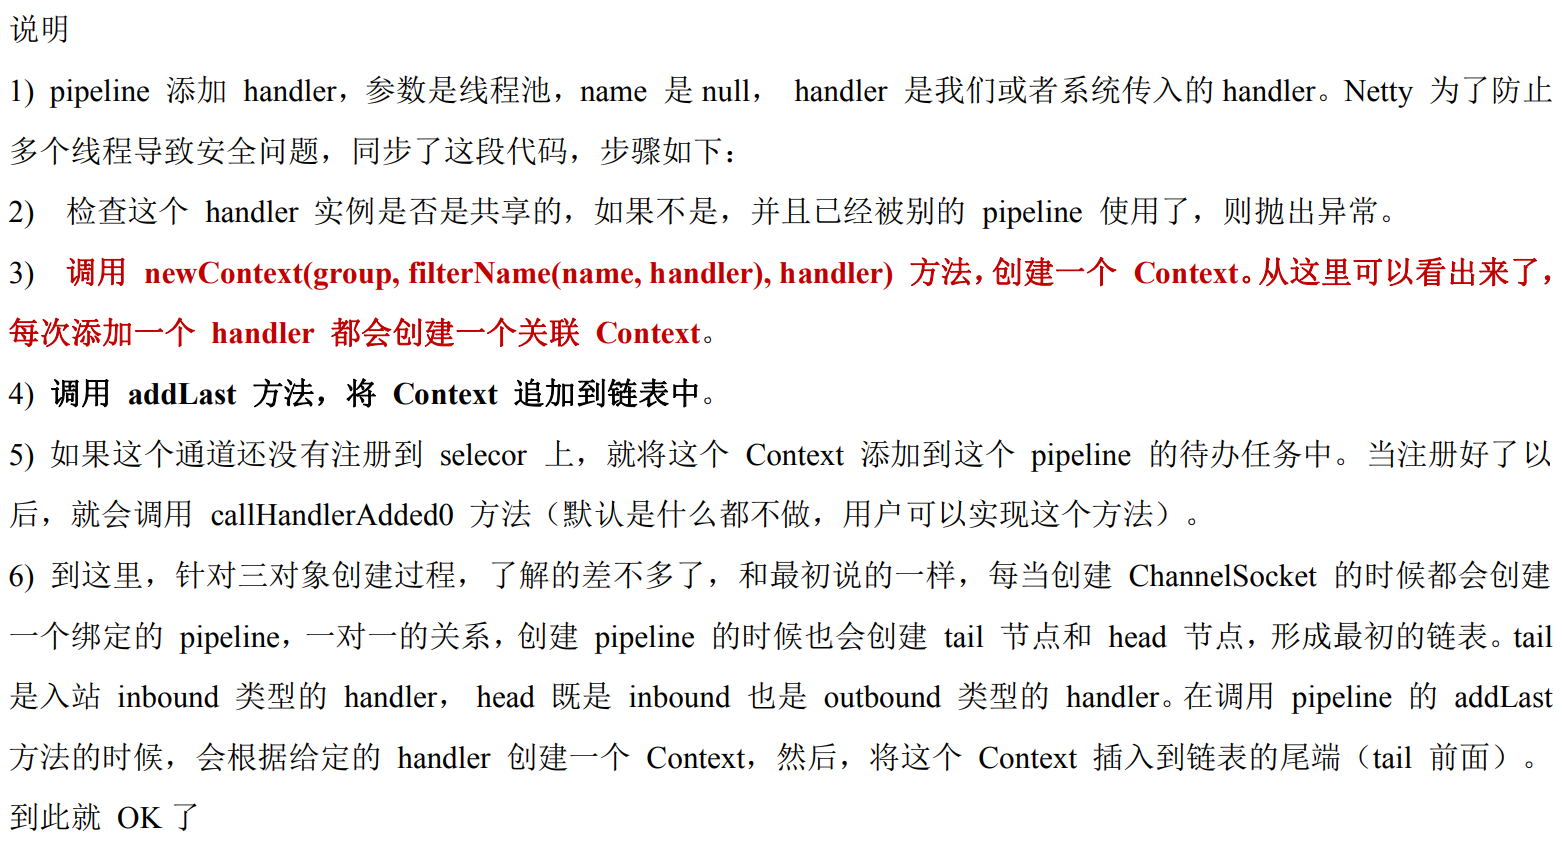 说明
1) pipeline 添加 handler，参数是线程池，name 是null， handler 是我们或者系统传入的handler。Netty 为了防止
多个线程导致安全问题，同步了这段代码，步骤如下：
2) 检查这个 handler 实例是否是共享的，如果不是，并且已经被别的 pipeline 使用了，则抛出异常。
3) 调用 newContext(group, filterName(name, handler), handler) 方法，创建一个 Context。从这里可以看出来了，
每次添加一个 handler 都会创建一个关联 Context。
4) 调用 addLast 方法，将 Context 追加到链表中。
5) 如果这个通道还没有注册到 selecor 上，就将这个 Context 添加到这个 pipeline 的待办任务中。当注册好了以
后，就会调用 callHandlerAdded0 方法（默认是什么都不做，用户可以实现这个方法）。
6) 到这里，针对三对象创建过程，了解的差不多了，和最初说的一样，每当创建 ChannelSocket 的时候都会创建
一个绑定的 pipeline，一对一的关系，创建 pipeline 的时候也会创建 tail 节点和 head 节点，形成最初的链表。tail
是入站 inbound 类型的 handler， head 既是 inbound 也是 outbound 类型的 handler。在调用 pipeline 的 addLast
方法的时候，会根据给定的 handler 创建一个 Context，然后，将这个 Context 插入到链表的尾端（tail 前面）。
到此就 OK 了